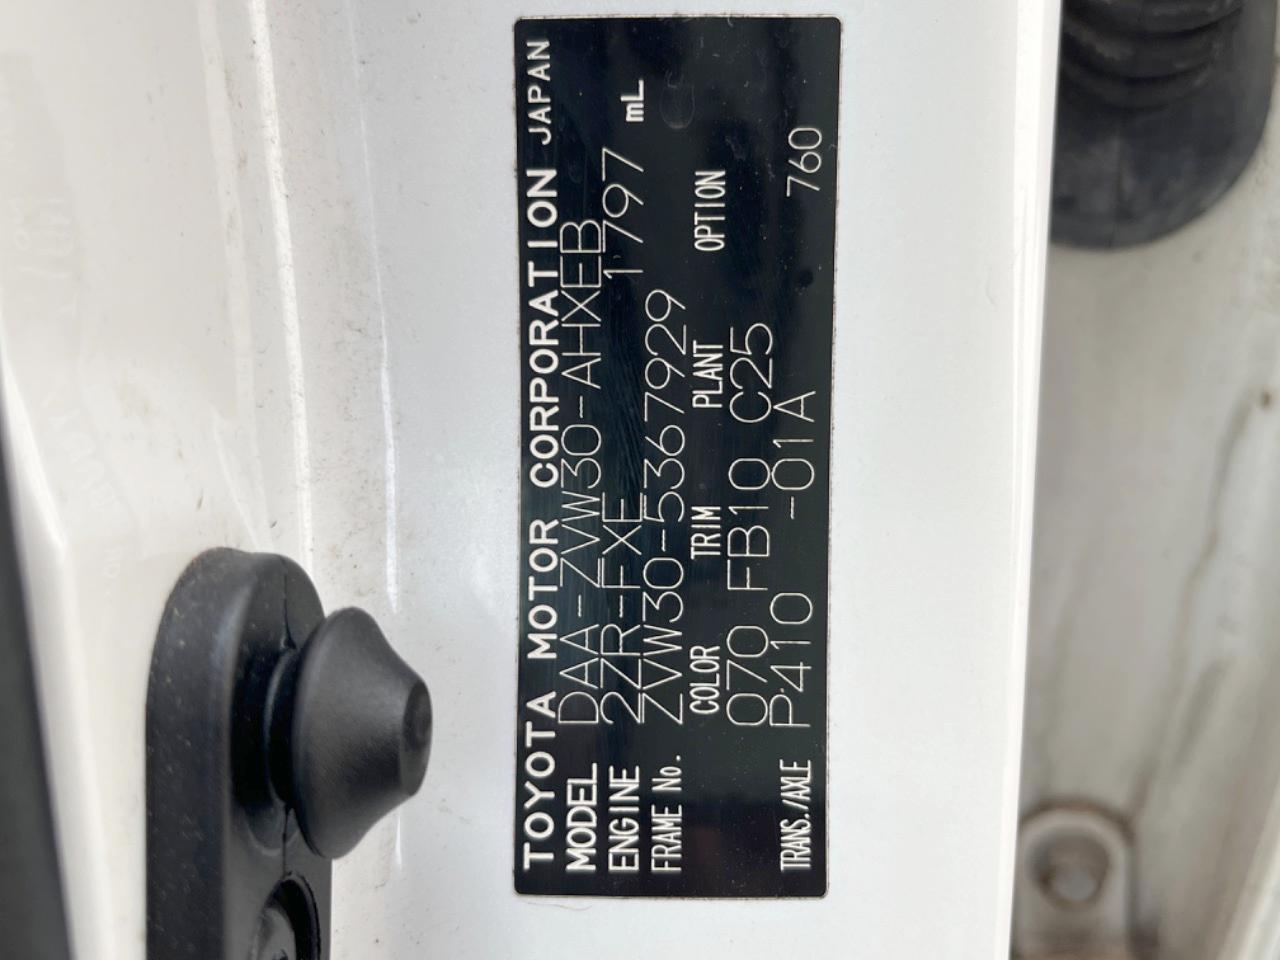 TOYOTA MOTOR CORPORATION JAPAN
MODEL DAA-ZVW30-AHXEB
ENGINE 2ZR-FXE 1797 mL
FRAME No. ZVW30-5367929
COLOR TRIM PLANT OPTION
070 FB10 C25
TRANS./AXLE P410 -01A 760